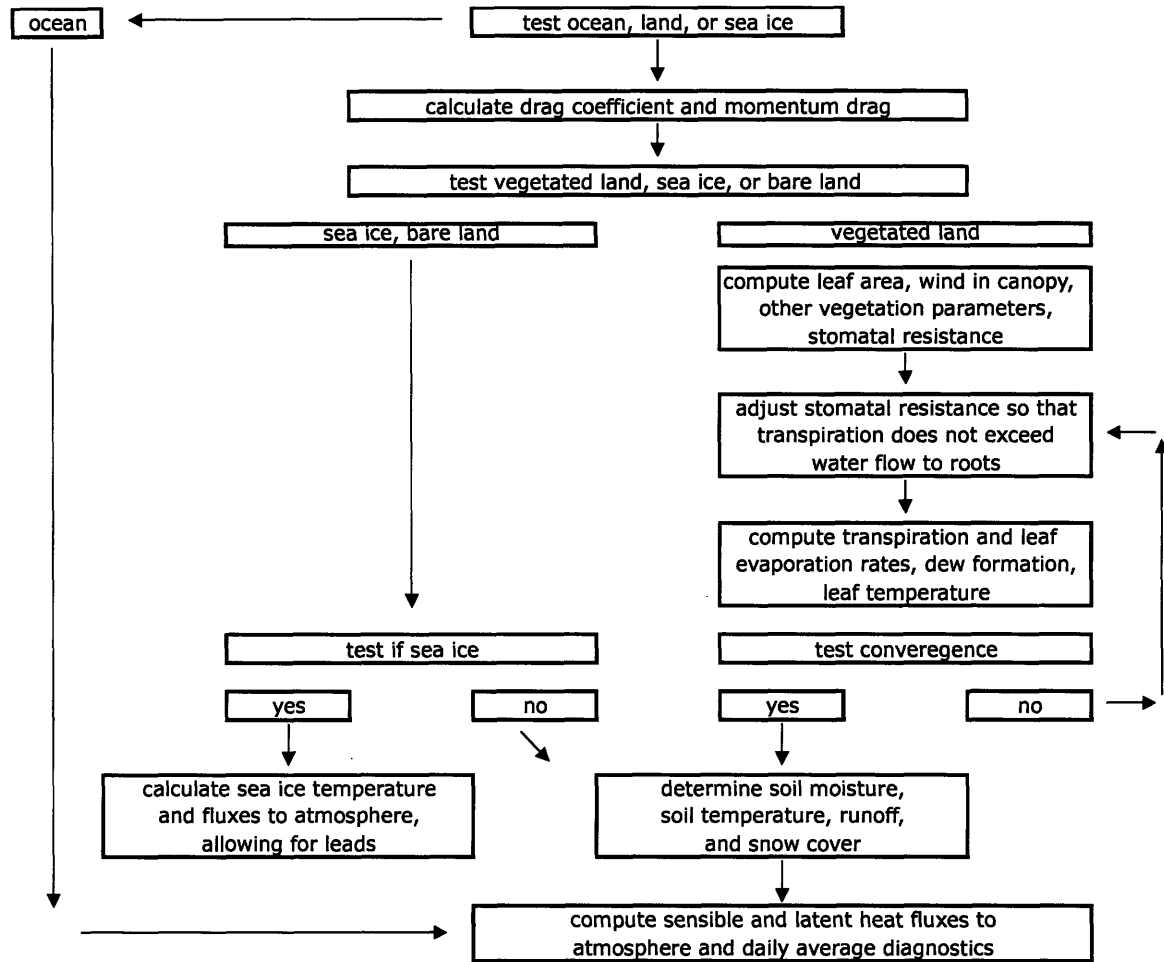 ocean
test ocean, land, or sea ice
calculate drag coefficient and momentum drag
test vegetated land, sea ice, or bare land
sea ice, bare land
vegetated land
compute leaf area, wind in canopy,
other vegetation parameters,
stomatal resistance
adjust stomatal resistance so that
transpiration does not exceed
water flow to roots
compute transpiration and leaf
evaporation rates, dew formation,
leaf temperature
test if sea ice
test converegence
yes
no
yes
no
calculate sea ice temperature
and fluxes to atmosphere,
allowing for leads
determine soil moisture,
soil temperature, runoff,
and snow cover
compute sensible and latent heat fluxes to
atmosphere and daily average diagnostics